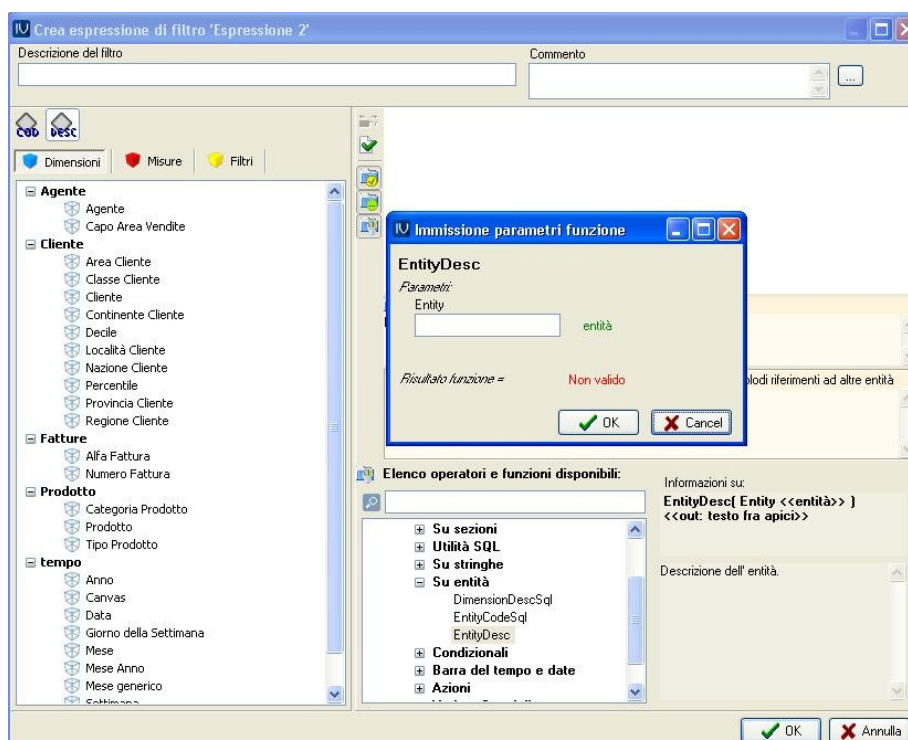 Crea espressione di filtro 'Espressione 2'
Descrizione del filtro
Commento
...
COD
DESC
Dimensioni
Misure
Filtri
Agente
Agente
Capo Area Vendite
Cliente
Area Cliente
Classe Cliente
Cliente
Continente Cliente
Decile
Località Cliente
Nazione Cliente
Percentile
Provincia Cliente
Regione Cliente
Fatture
Alfa Fattura
Numero Fattura
Prodotto
Categoria Prodotto
Prodotto
Tipo Prodotto
tempo
Anno
Canvas
Data
Giorno della Settimana
Mese
Mese Anno
Mese generico
Settimana
Immissione parametri funzione
EntityDesc
Parametri:
Entity
entità
Risultato funzione =
Non valido
OK
Cancel
plodi riferimenti ad altre entità
Elenco operatori e funzioni disponibili:
Su sezioni
Utilità SQL
Su stringhe
Su entità
DimensionDescSql
EntityCodeSql
EntityDesc
Condizionali
Barra del tempo e date
Azioni
Informazioni su:
EntityDesc( Entity <<entità>> )
<<out: testo fra apici>>
Descrizione dell' entità.
OK
Annulla